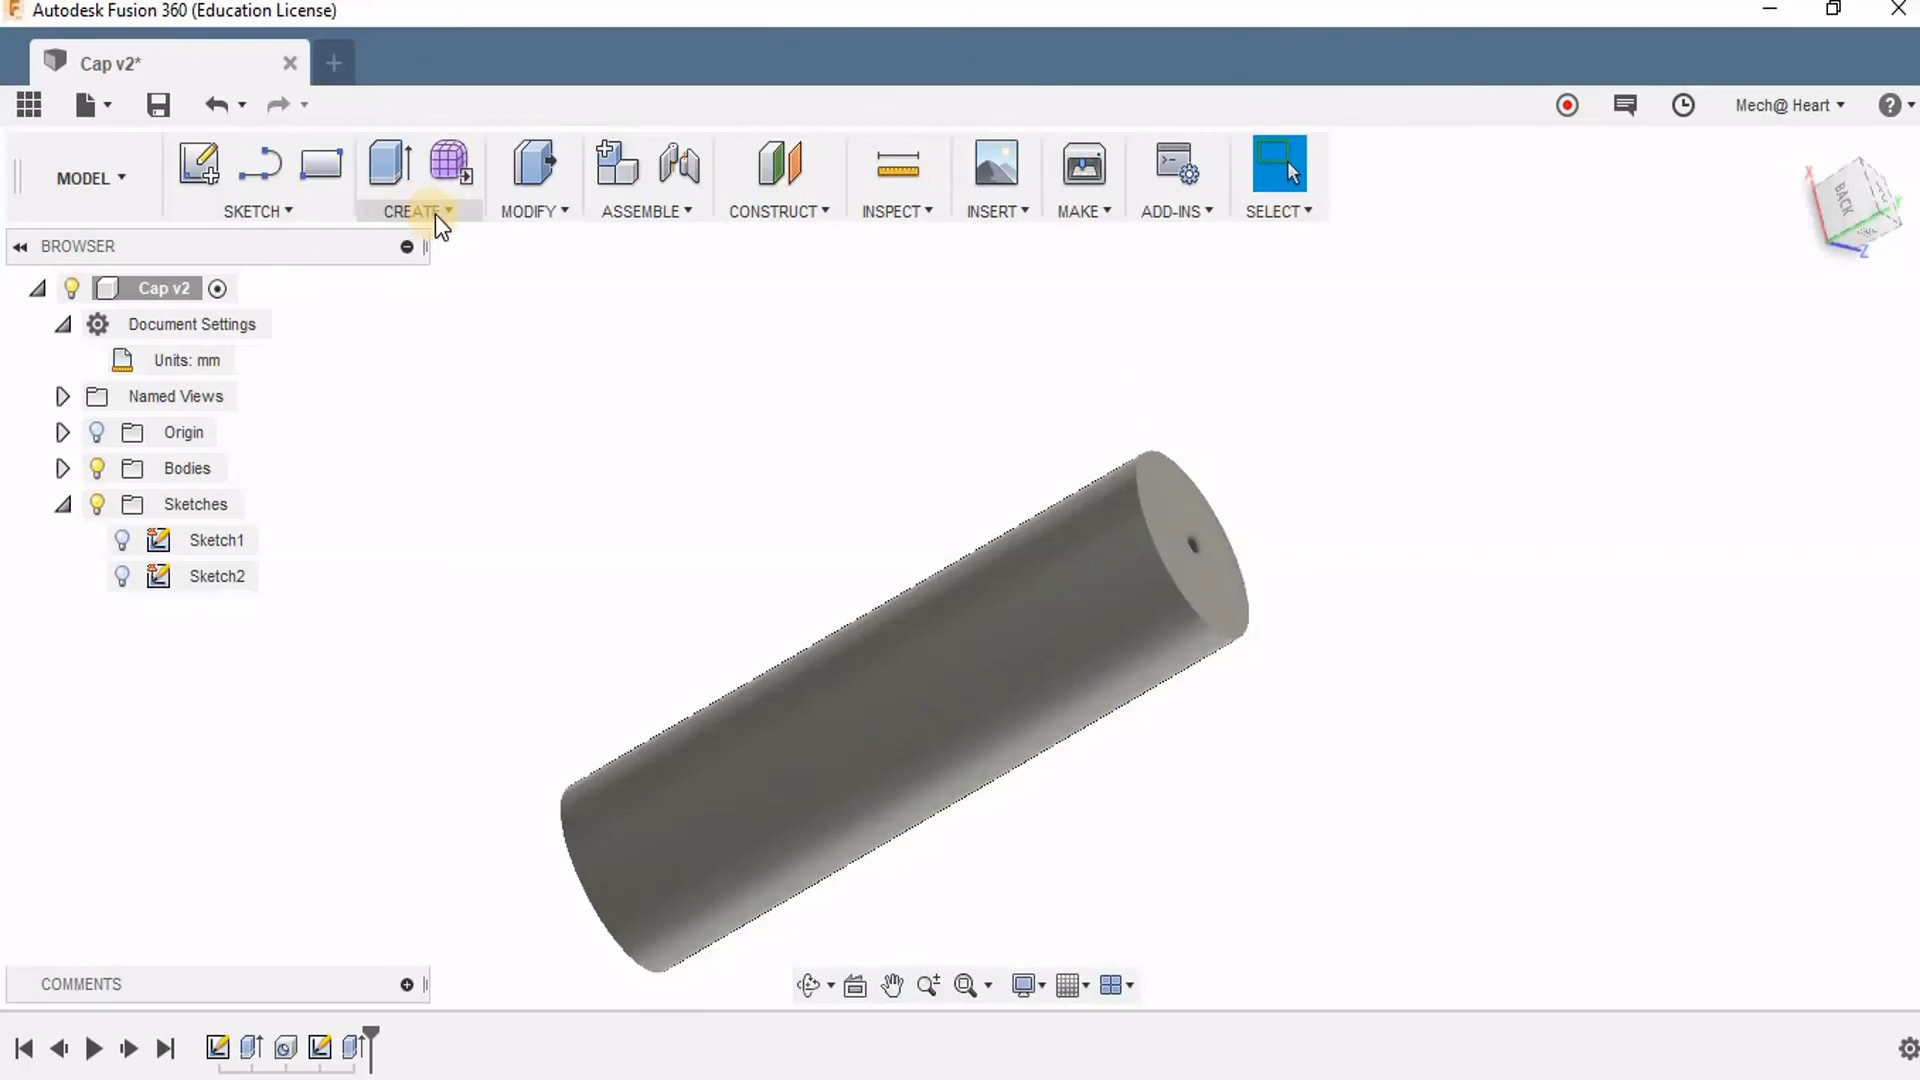 Autodesk Fusion 360 (Education License)
Cap v2*
Mech@ Heart
MODEL
SKETCH
CREATE
MODIFY
ASSEMBLE
CONSTRUCT
INSPECT
INSERT
MAKE
ADD-INS
SELECT
X
BACK
Z
BROWSER
Cap v2
Document Settings
Units: mm
Named Views
Origin
Bodies
Sketches
Sketch1
Sketch2
COMMENTS